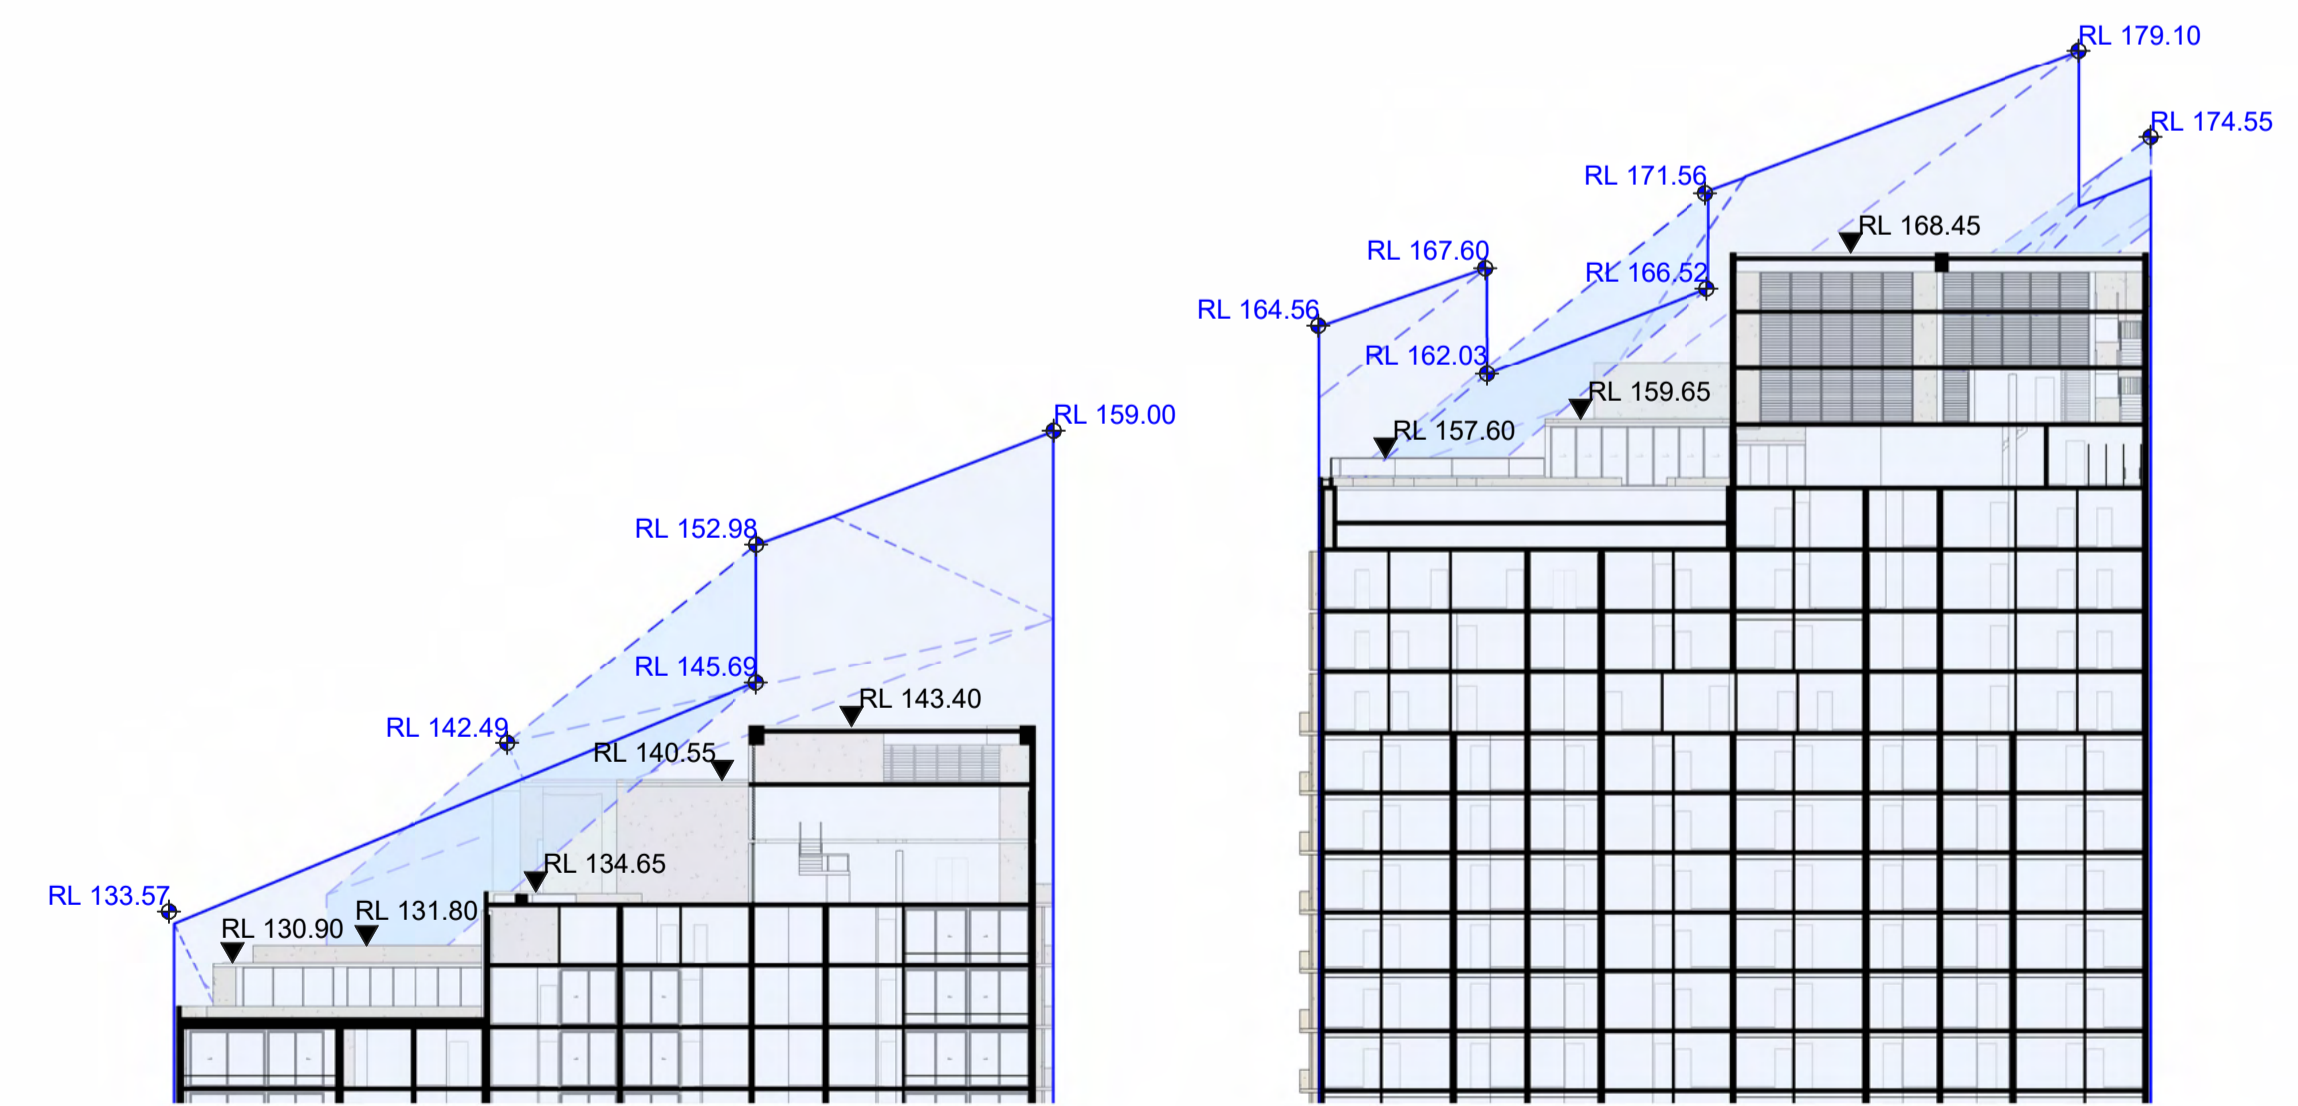 RL 179.10
RL 174.55
RL 171.56
RL 168.45
RL 167.60
RL 166.52
RL 164.56
RL 162.03
RL 159.65
RL 157.60
RL 159.00
RL 152.98
RL 145.69
RL 143.40
RL 142.49
RL 140.55
RL 134.65
RL 133.57
RL 131.80
RL 130.90